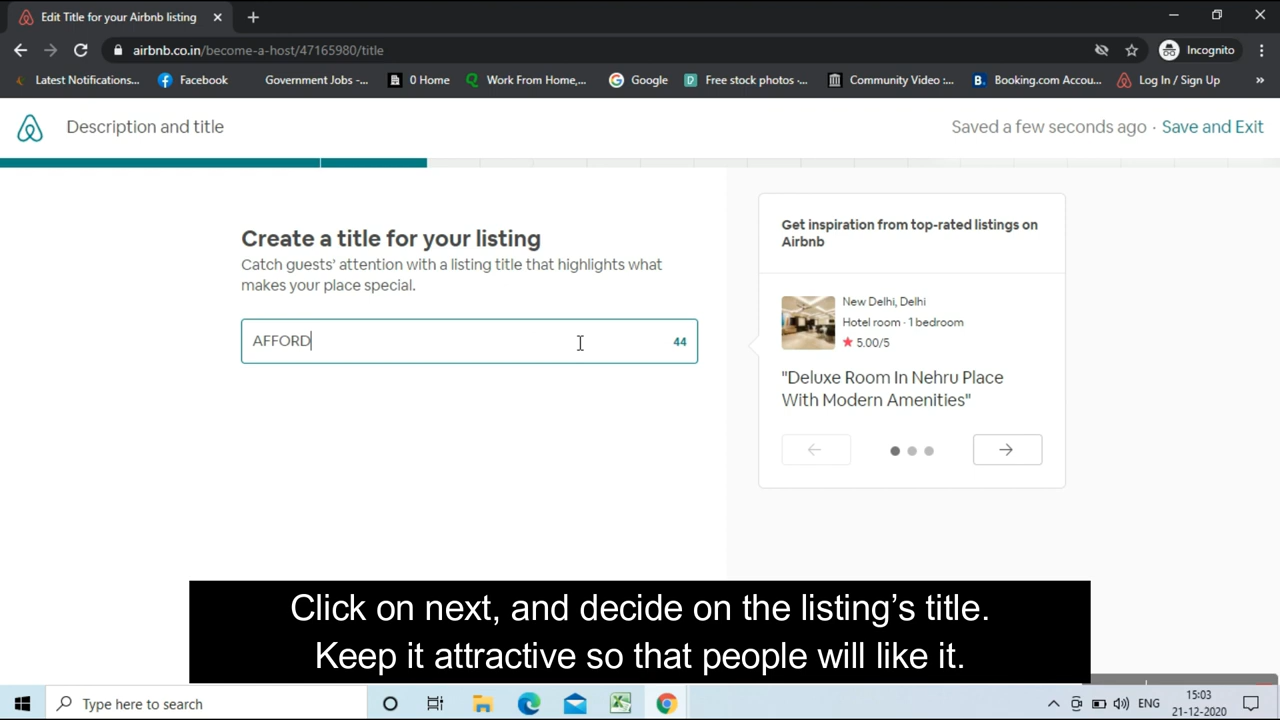 Edit Title for your Airbnb listing
airbnb.co.in/become-a-host/47165980/title
Incognito
Latest Notifications...
Facebook
Government Jobs -...
0 Home
Work From Home,...
Google
Free stock photos -...
Community Video :...
Booking.com Accou...
Log In / Sign Up
»
Description and title
Saved a few seconds ago · Save and Exit
Create a title for your listing
Catch guests' attention with a listing title that highlights what
makes your place special.
AFFORD
44
Get inspiration from top-rated listings on
Airbnb
New Delhi, Delhi
Hotel room · 1 bedroom
5.00/5
"Deluxe Room In Nehru Place
With Modern Amenities"
Click on next, and decide on the listing's title.
Keep it attractive so that people will like it.
Type here to search
ENG
15:03
21-12-2020